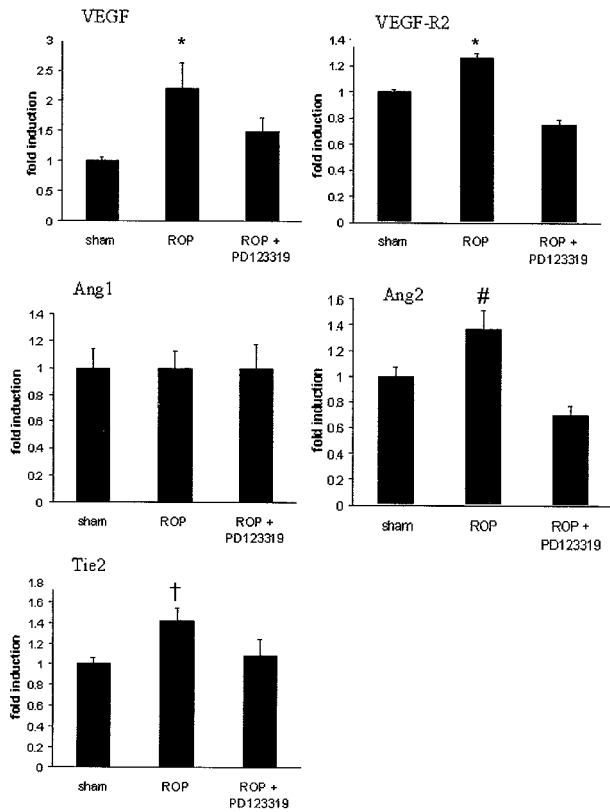 VEGF
*
fold induction
3
2.5
2
1.5
1
0.5
0
sham
ROP
ROP +
PD123319
VEGF-R2
*
fold induction
1.4
1.2
1
0.8
0.6
0.4
0.2
0
sham
ROP
ROP +
PD123319
Ang1
fold induction
1.4
1.2
1
0.8
0.6
0.4
0.2
0
sham
ROP
ROP +
PD123319
Ang2
#
fold induction
1.6
1.4
1.2
1
0.8
0.6
0.4
0.2
0
sham
ROP
ROP +
PD123319
Tie2
†
fold induction
1.8
1.6
1.4
1.2
1
0.8
0.6
0.4
0.2
0
sham
ROP
ROP +
PD123319